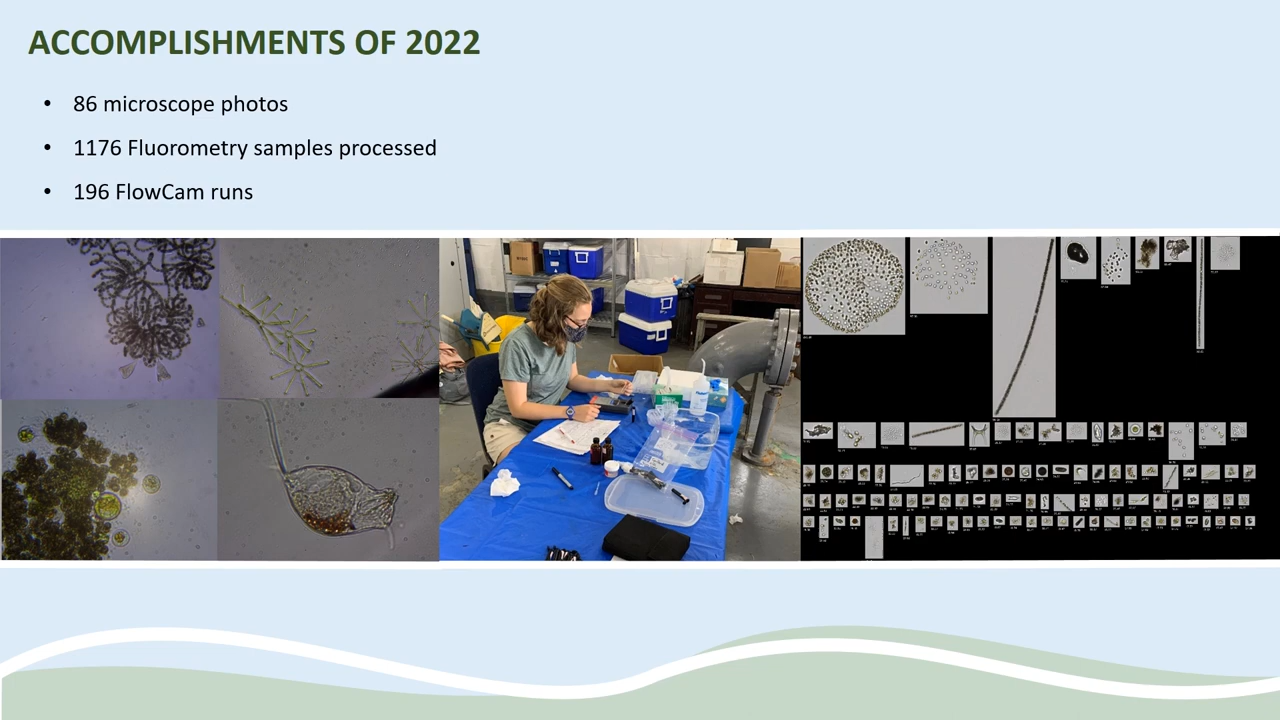 ACCOMPLISHMENTS OF 2022
• 86 microscope photos
• 1176 Fluorometry samples processed
• 196 FlowCam runs